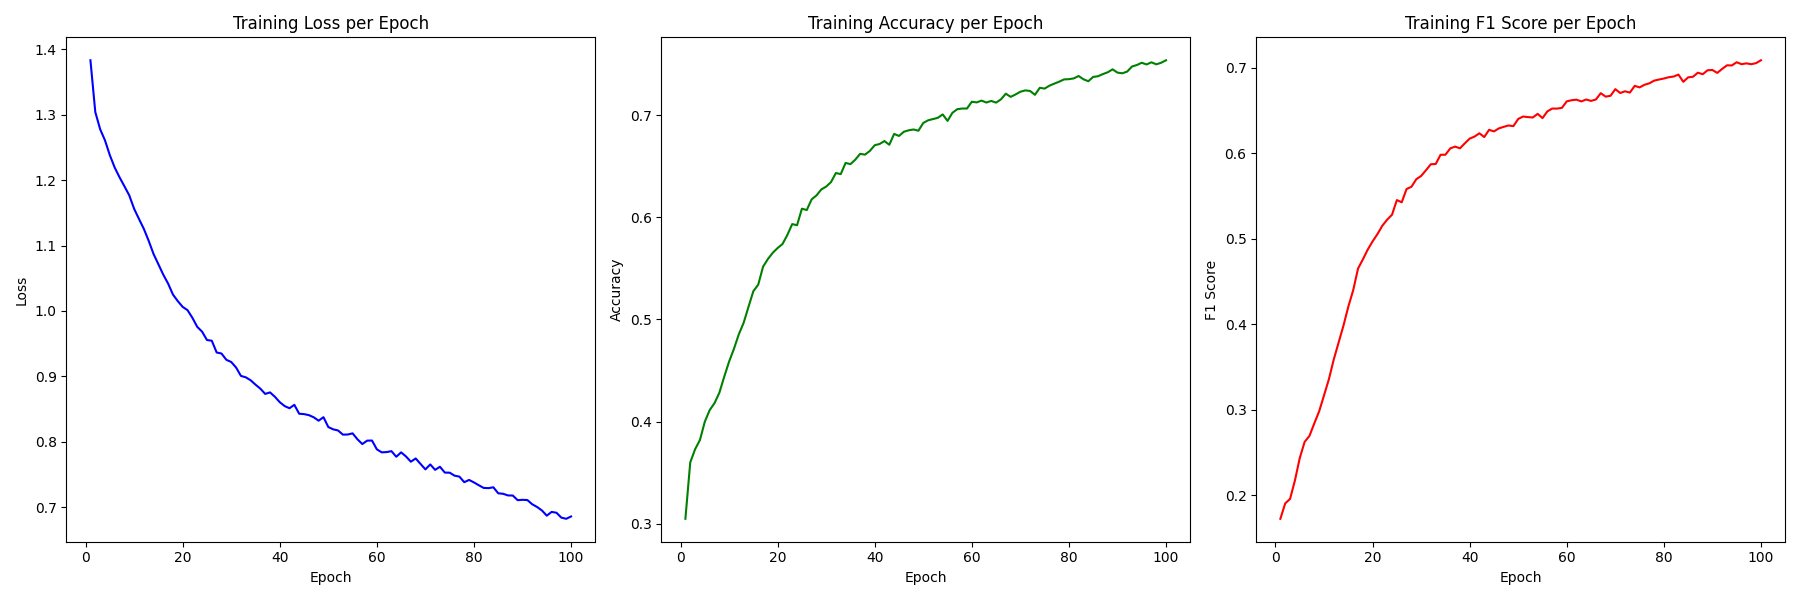 Training Loss per Epoch
1.4
1.3
1.2
1.1
1.0
0.9
0.8
0.7
Loss
0 20 40 60 80 100
Epoch
Training Accuracy per Epoch
0.7
0.6
0.5
0.4
0.3
Accuracy
0 20 40 60 80 100
Epoch
Training F1 Score per Epoch
0.7
0.6
0.5
0.4
0.3
0.2
F1 Score
0 20 40 60 80 100
Epoch